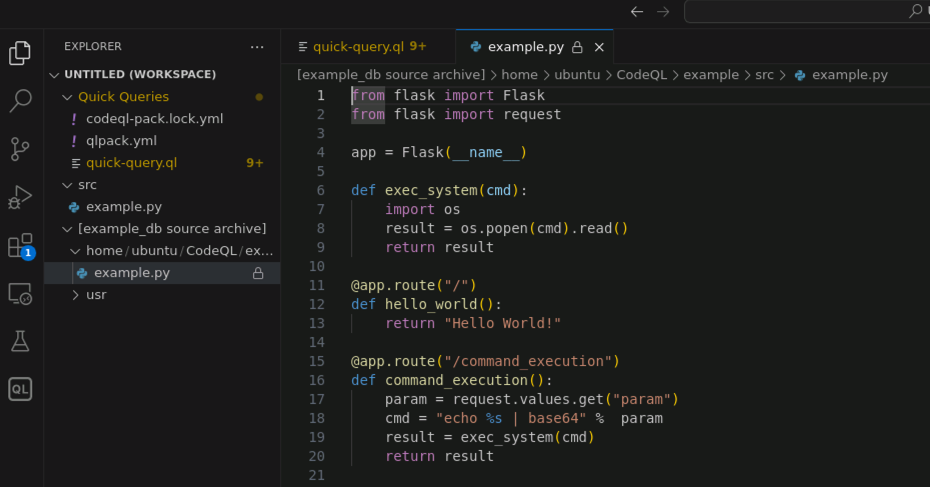 EXPLORER ...
UNTITLED (WORKSPACE)
Quick Queries
! codeql-pack.lock.yml
! qlpack.yml
quick-query.ql 9+
src
example.py
[example_db source archive]
home/ubuntu/CodeQL/ex...
example.py
usr
1
QL
quick-query.ql 9+
example.py
[example_db source archive] > home > ubuntu > CodeQL > example > src > example.py
1 from flask import Flask
2 from flask import request
3
4 app = Flask(__name__)
5
6 def exec_system(cmd):
7     import os
8     result = os.popen(cmd).read()
9     return result
10
11 @app.route("/")
12 def hello_world():
13     return "Hello World!"
14
15 @app.route("/command_execution")
16 def command_execution():
17     param = request.values.get("param")
18     cmd = "echo %s | base64" %  param
19     result = exec_system(cmd)
20     return result
21